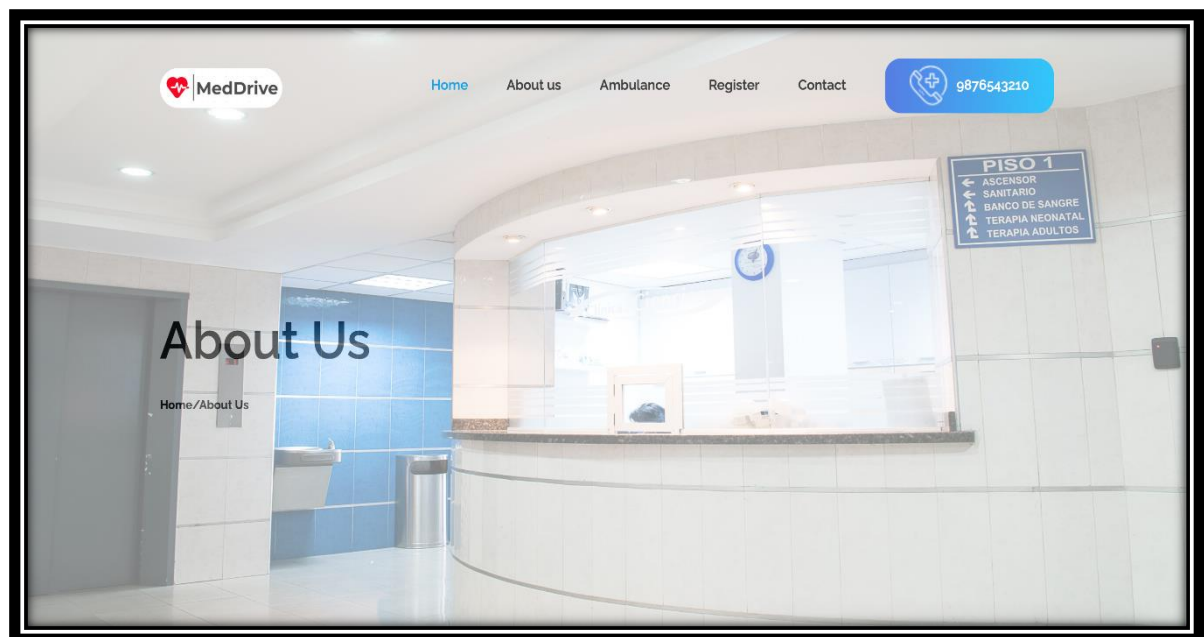 MedDrive
Home
About us
Ambulance
Register
Contact
9876543210
PISO 1
ASCENSOR
SANITARIO
BANCO DE SANGRE
TERAPIA NEONATAL
TERAPIA ADULTOS
About Us
Home/About Us